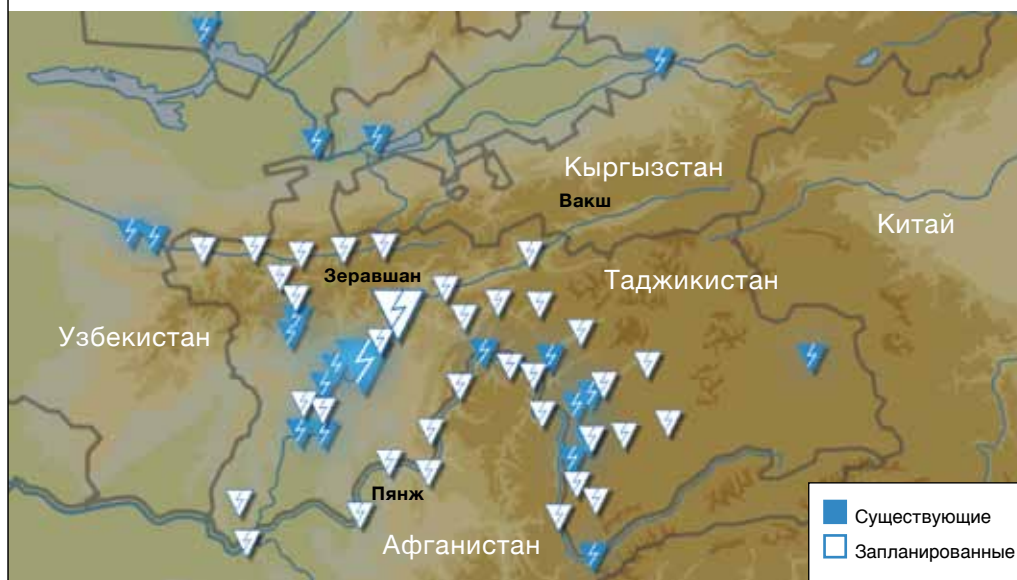 Кыргызстан
Вакш
Китай
Зеравшан
Таджикистан
Узбекистан
Пянж
Афганистан
Существующие
Запланированные